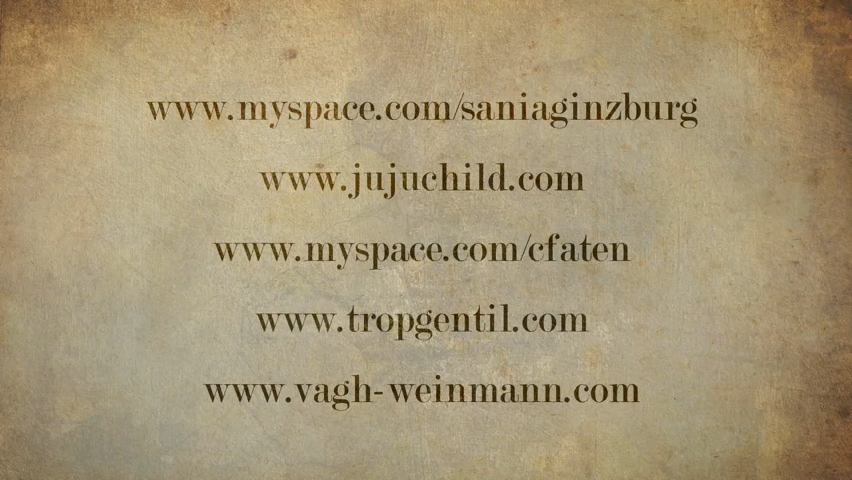 www.myspace.com/saniaginzburg
www.jujuchild.com
www.myspace.com/cfaten
www.tropgentil.com
www.vagh-weinmann.com